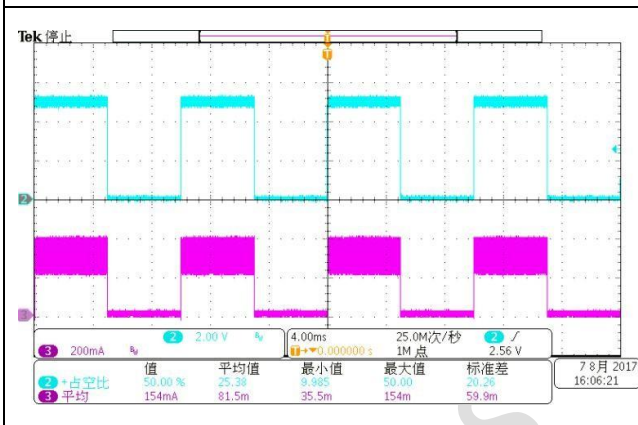 Tek 停止
T
T
2
3
2 2.00 V
3 200mA
4.00ms
T→▼0.000000 s
25.0M次/秒
1M 点
2 ∫
2.56 V
值 平均值 最小值 最大值 标准差
2 +占空比 50.00 % 25.38 9.985 50.00 20.26
3 平均 154mA 81.5m 35.5m 154m 59.9m
7 8月 2017
16:06:21